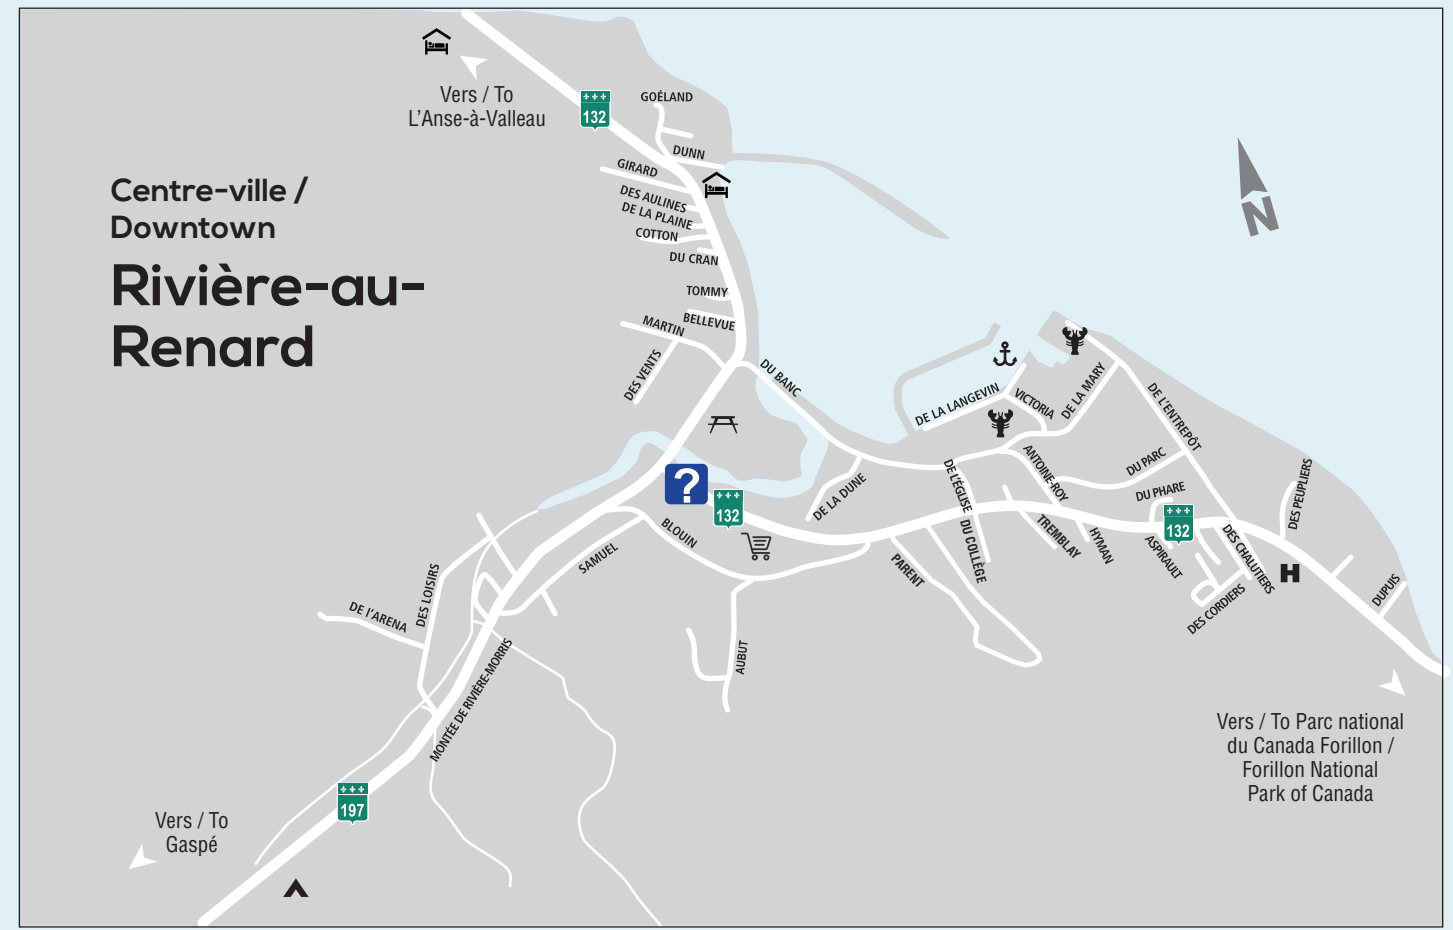 Vers / To
L'Anse-à-Valleau
132
GOÉLAND
DUNN
GIRARD
DES AULINES
DE LA PLAINE
COTTON
DU CRAN
TOMMY
BELLEVUE
MARTIN
DES VENTS
Centre-ville /
Downtown
Rivière-au-
Renard
N
DU BANC
DE LA LANGEVIN
VICTORIA
DE LA MARY
DE L'ENTREPÔT
DU PARC
DU PHARE
DES PEUPLIERS
ANTOINE-ROY
DE L'ÉGLISE
DE LA DUNE
?
132
BLOUIN
SAMUEL
DES LOISIRS
DE l'ARENA
MONTÉE DE RIVIÈRE-MORRIS
AUBUT
PARENT
DU COLLÈGE
TREMBLAY
HYMAN
ASPIRAULT
132
DES CHALUTIERS
DES CORDIERS
H
DUPUIS
Vers / To Parc national
du Canada Forillon /
Forillon National
Park of Canada
197
Vers / To
Gaspé